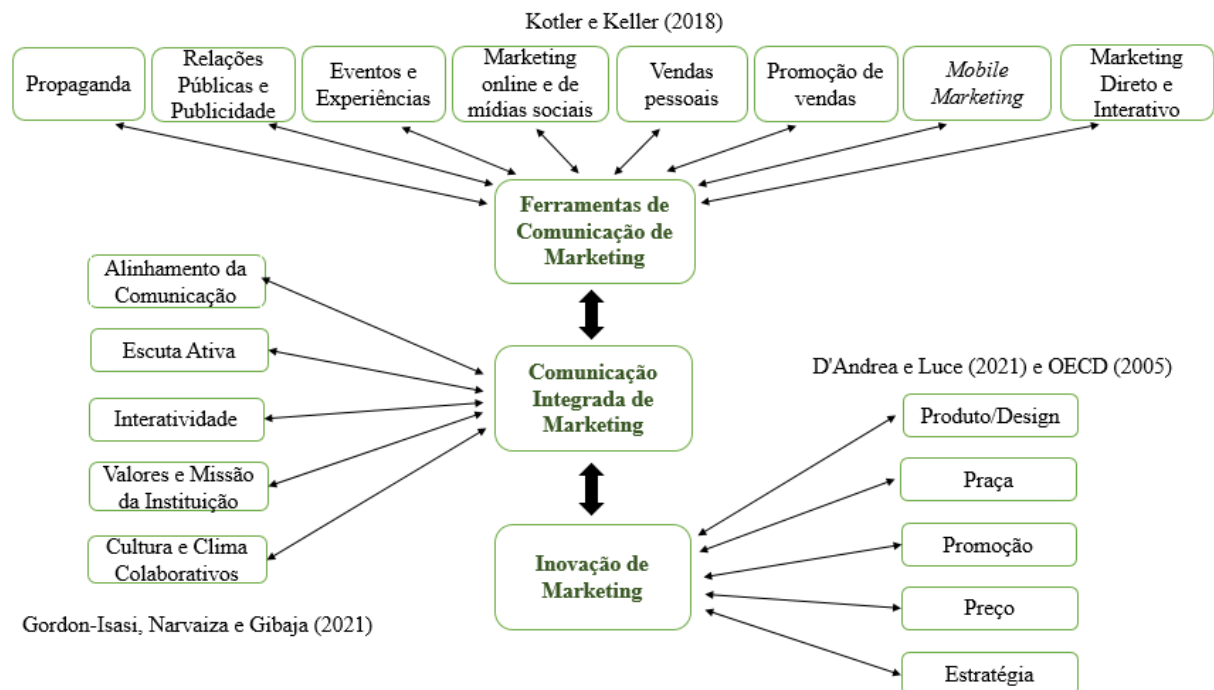 Kotler e Keller (2018)
Propaganda
Relações
Públicas e
Publicidade
Eventos e
Experiências
Marketing
online e de
mídias sociais
Vendas
pessoais
Promoção de
vendas
Mobile
Marketing
Marketing
Direto e
Interativo
Ferramentas de
Comunicação de
Marketing
Alinhamento da
Comunicação
Escuta Ativa
Interatividade
Valores e Missão
da Instituição
Cultura e Clima
Colaborativos
Gordon-Isasi, Narvaiza e Gibaja (2021)
Comunicação
Integrada de
Marketing
Inovação de
Marketing
D'Andrea e Luce (2021) e OECD (2005)
Produto/Design
Praça
Promoção
Preço
Estratégia